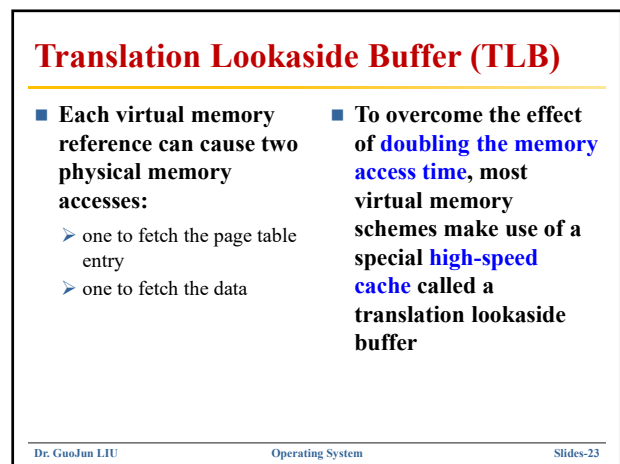 Translation Lookaside Buffer (TLB)
Each virtual memory
reference can cause two
physical memory
accesses:
one to fetch the page table
entry
one to fetch the data
To overcome the effect
of doubling the memory
access time, most
virtual memory
schemes make use of a
special high-speed
cache called a
translation lookaside
buffer
Dr. GuoJun LIU
Operating System
Slides-23